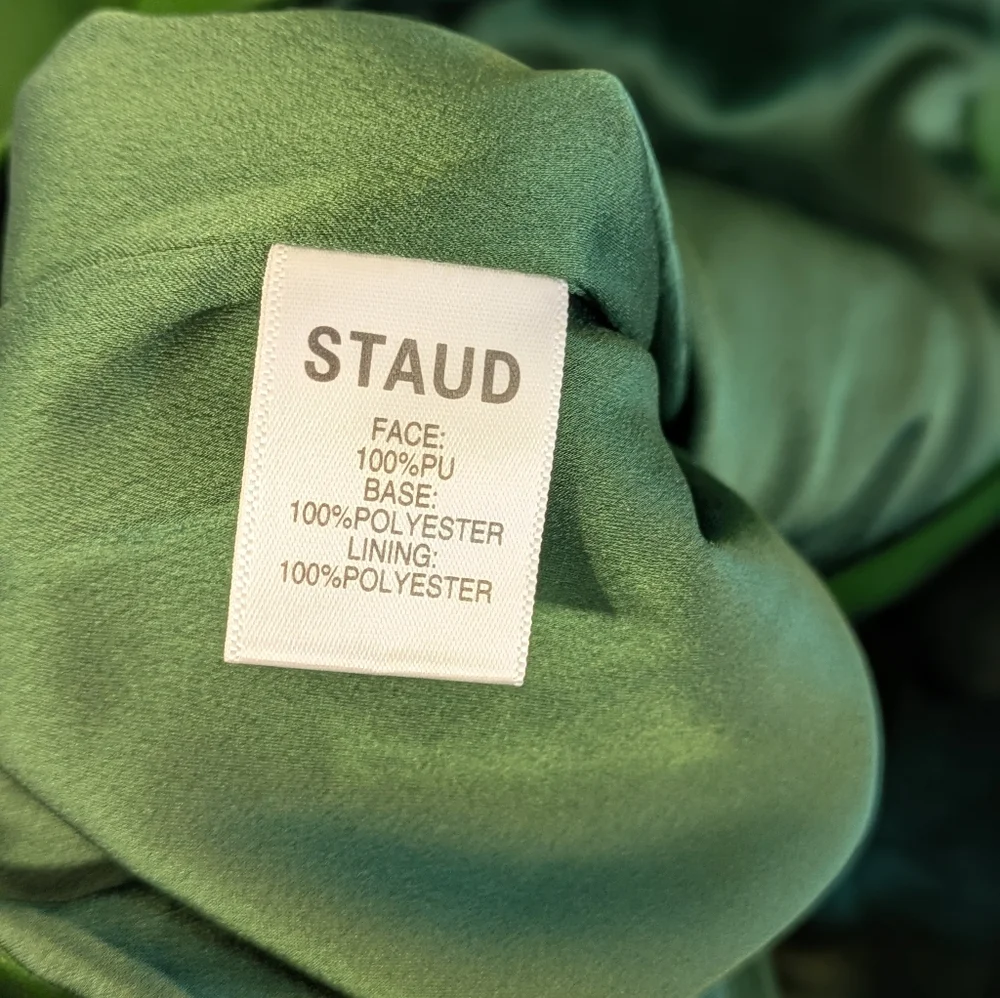 STAUD
FACE:
100%PU
BASE:
100%POLYESTER
LINING:
100%POLYESTER